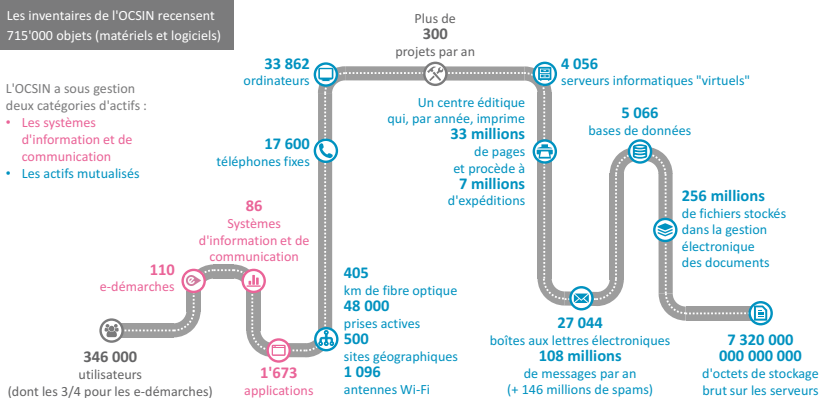 Les inventaires de l'OCSIN recensent
715'000 objets (matériels et logiciels)
L'OCSIN a sous gestion
deux catégories d'actifs :
• Les systèmes
d'information et de
communication
• Les actifs mutualisés
346 000
utilisateurs
(dont les 3/4 pour les e-démarches)
110
e-démarches
86
Systèmes
d'information et de
communication
1'673
applications
405
km de fibre optique
48 000
prises actives
500
sites géographiques
1 096
antennes Wi-Fi
17 600
téléphones fixes
33 862
ordinateurs
Plus de
300
projets par an
4 056
serveurs informatiques "virtuels"
Un centre éditique
qui, par année, imprime
33 millions
de pages
et procède à
7 millions
d'expéditions
27 044
boîtes aux lettres électroniques
108 millions
de messages par an
(+ 146 millions de spams)
5 066
bases de données
256 millions
de fichiers stockés
dans la gestion
électronique
des documents
7 320 000
000 000 000
d'octets de stockage
brut sur les serveurs